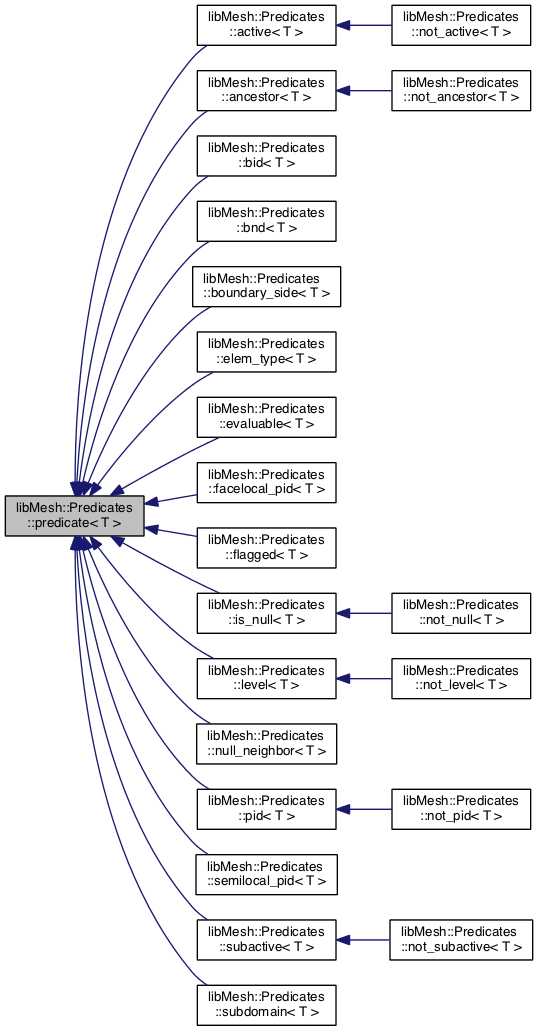 libMesh::Predicates
::active< T >
libMesh::Predicates
::not_active< T >
libMesh::Predicates
::ancestor< T >
libMesh::Predicates
::not_ancestor< T >
libMesh::Predicates
::bid< T >
libMesh::Predicates
::bnd< T >
libMesh::Predicates
::boundary_side< T >
libMesh::Predicates
::elem_type< T >
libMesh::Predicates
::evaluable< T >
libMesh::Predicates
::facelocal_pid< T >
libMesh::Predicates
::predicate< T >
libMesh::Predicates
::flagged< T >
libMesh::Predicates
::is_null< T >
libMesh::Predicates
::not_null< T >
libMesh::Predicates
::level< T >
libMesh::Predicates
::not_level< T >
libMesh::Predicates
::null_neighbor< T >
libMesh::Predicates
::pid< T >
libMesh::Predicates
::not_pid< T >
libMesh::Predicates
::semilocal_pid< T >
libMesh::Predicates
::subactive< T >
libMesh::Predicates
::not_subactive< T >
libMesh::Predicates
::subdomain< T >